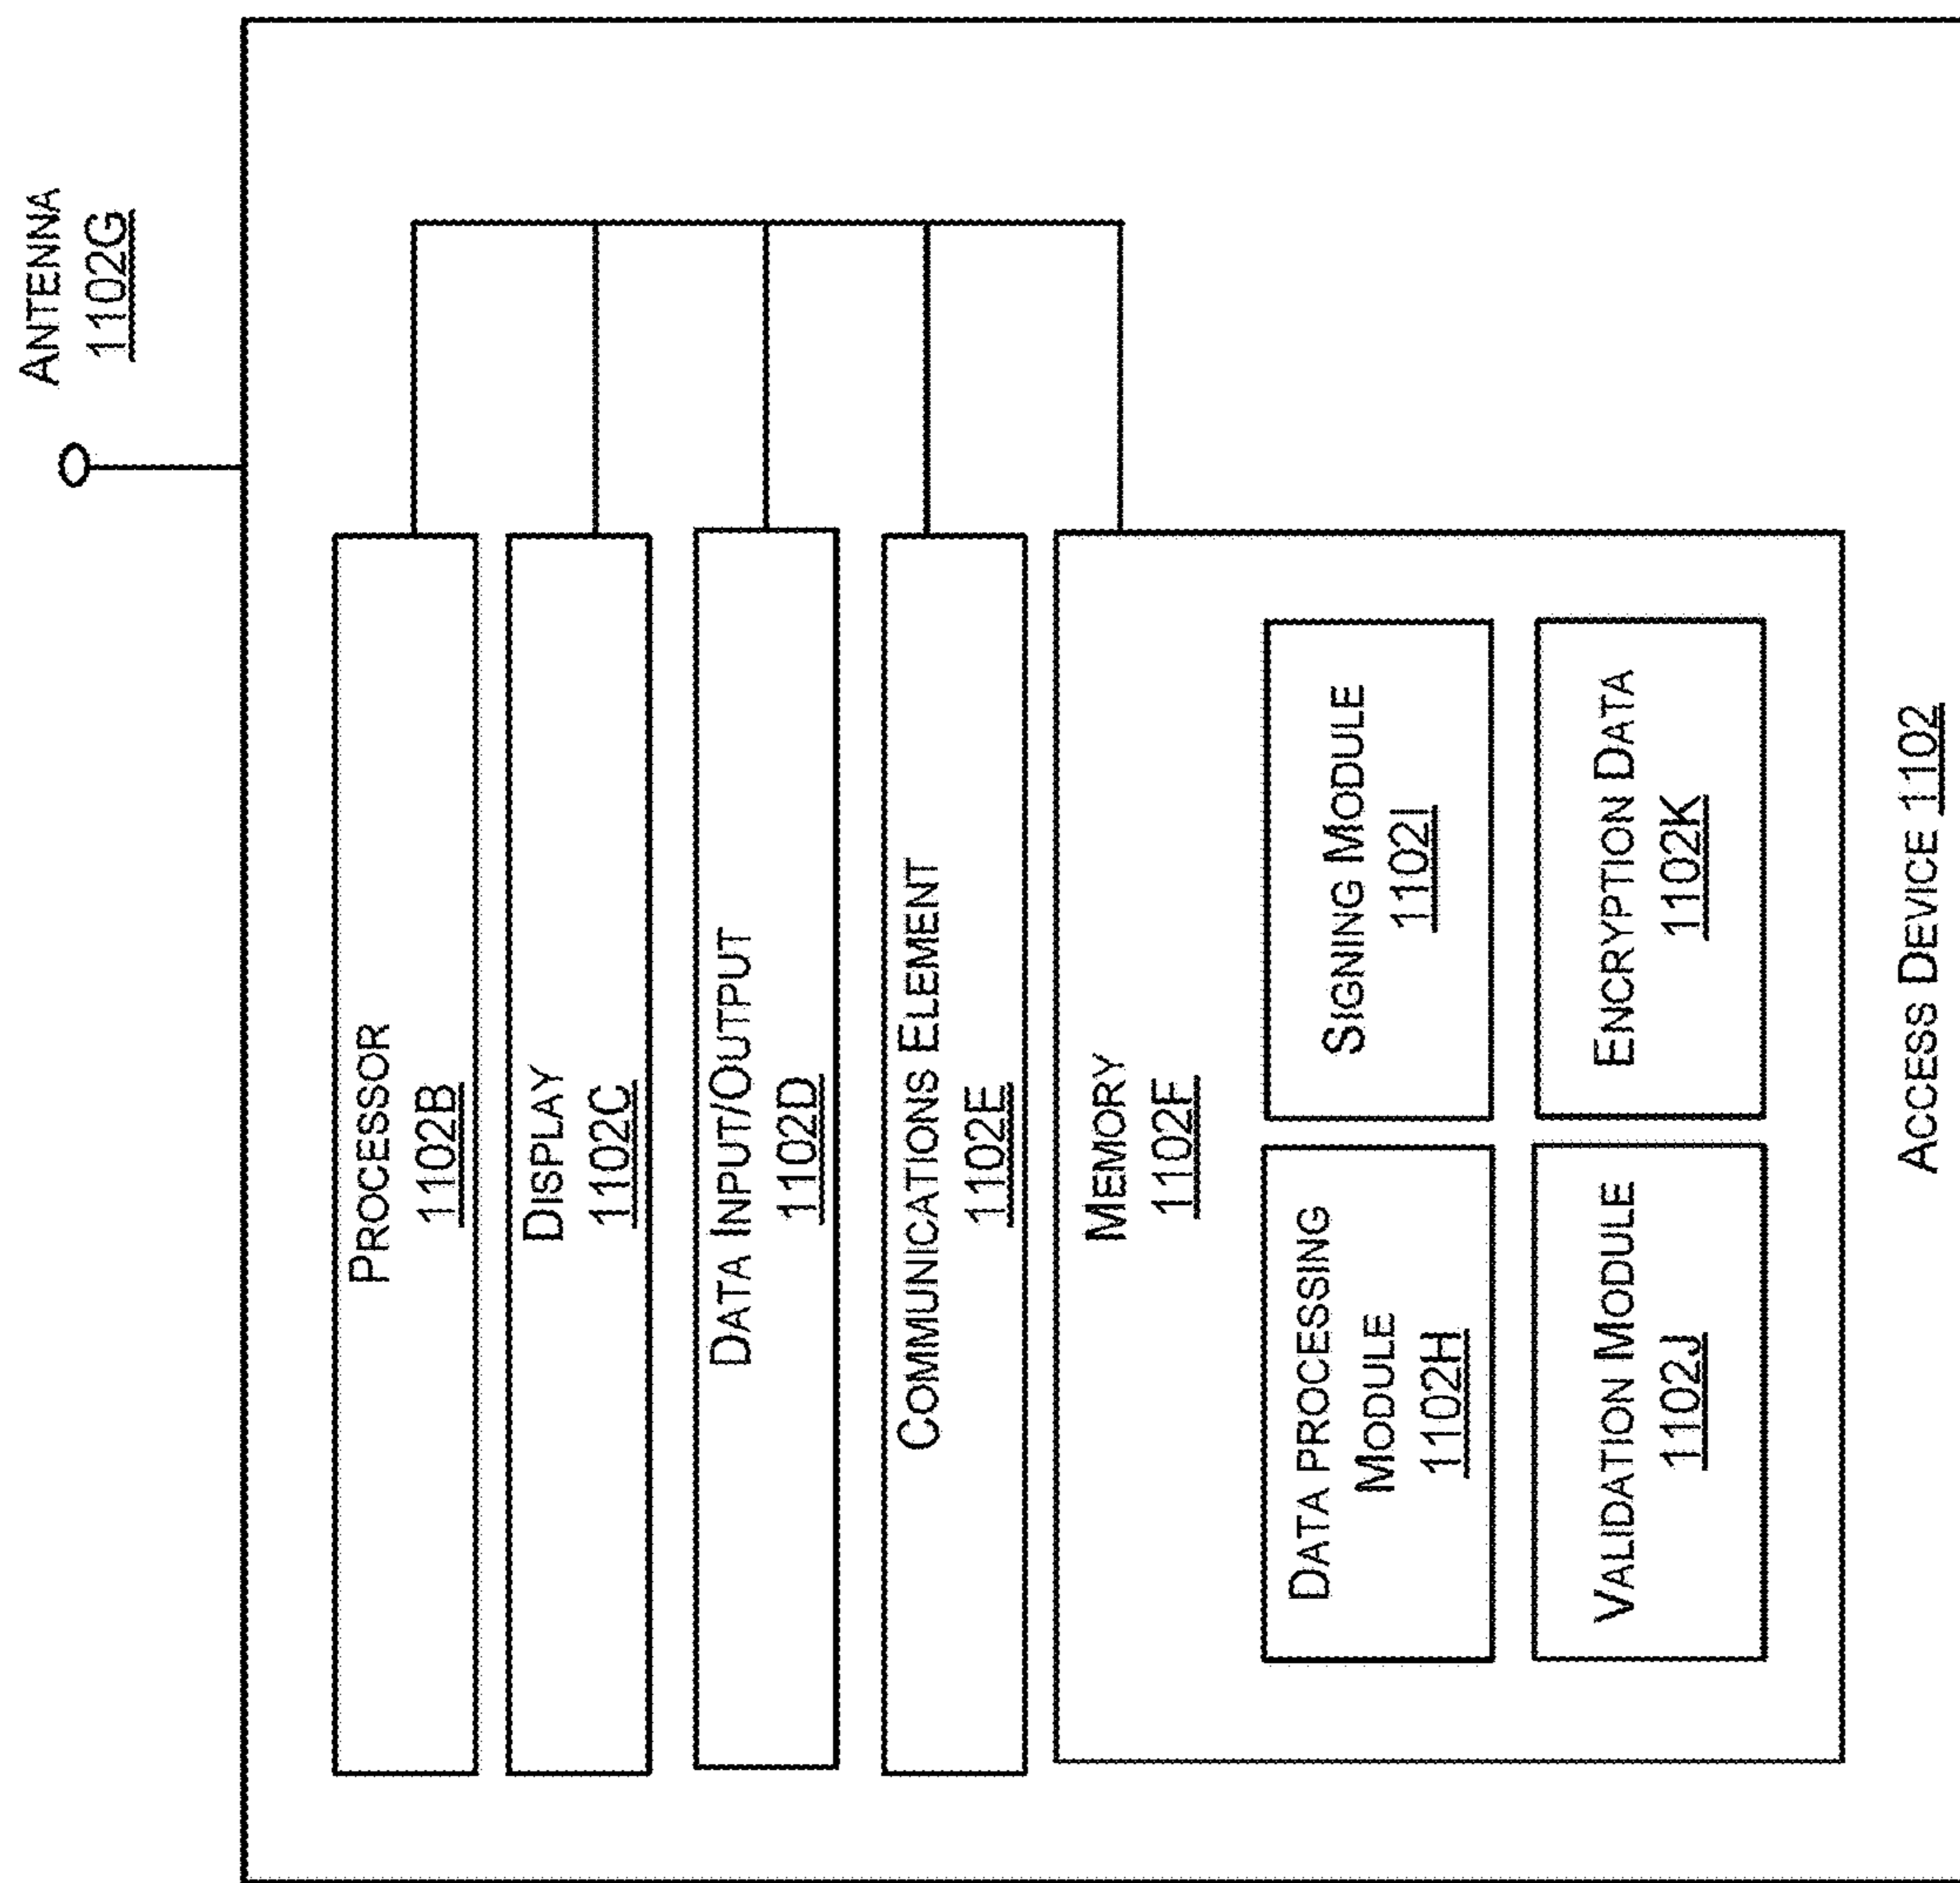 ANTENNA
1102G
PROCESSOR
1102B
DISPLAY
1102C
DATA INPUT/OUTPUT
1102D
COMMUNICATIONS ELEMENT
1102E
MEMORY
1102F
DATA PROCESSING
MODULE
1102H
SIGNING MODULE
1102I
VALIDATION MODULE
1102J
ENCRYPTION DATA
1102K
ACCESS DEVICE 1102